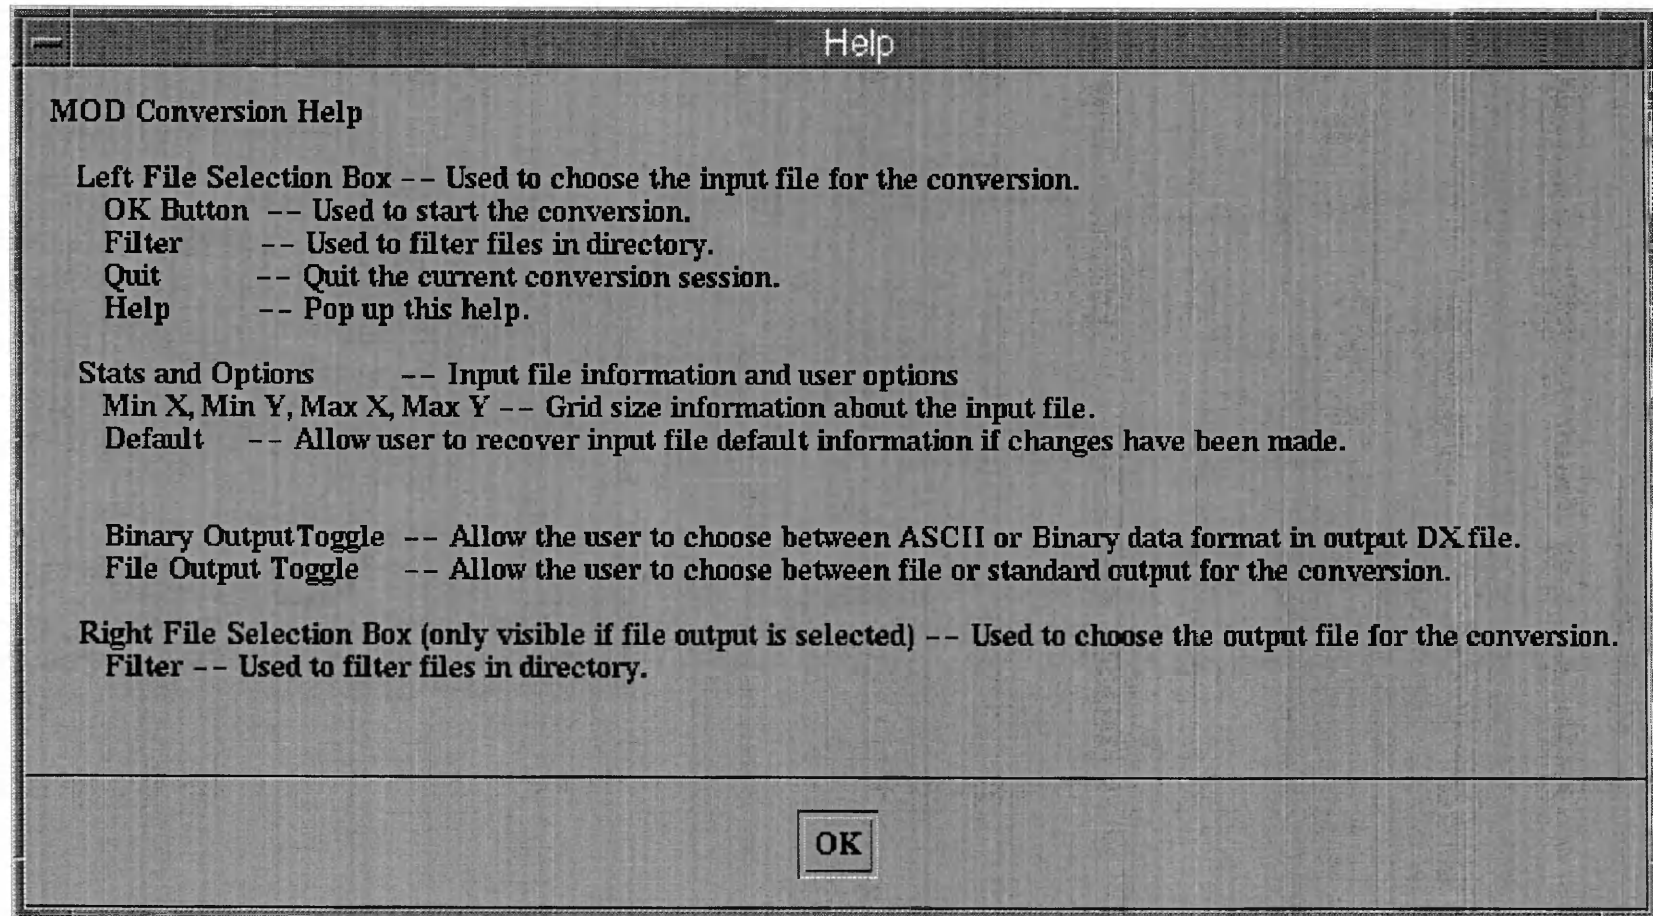 Help
MOD Conversion Help
Left File Selection Box -- Used to choose the input file for the conversion.
OK Button -- Used to start the conversion.
Filter -- Used to filter files in directory.
Quit -- Quit the current conversion session.
Help -- Pop up this help.
Stats and Options -- Input file information and user options
Min X, Min Y, Max X, Max Y -- Grid size information about the input file.
Default -- Allow user to recover input file default information if changes have been made.
Binary Output Toggle -- Allow the user to choose between ASCII or Binary data format in output DX file.
File Output Toggle -- Allow the user to choose between file or standard output for the conversion.
Right File Selection Box (only visible if file output is selected) -- Used to choose the output file for the conversion.
Filter -- Used to filter files in directory.
OK